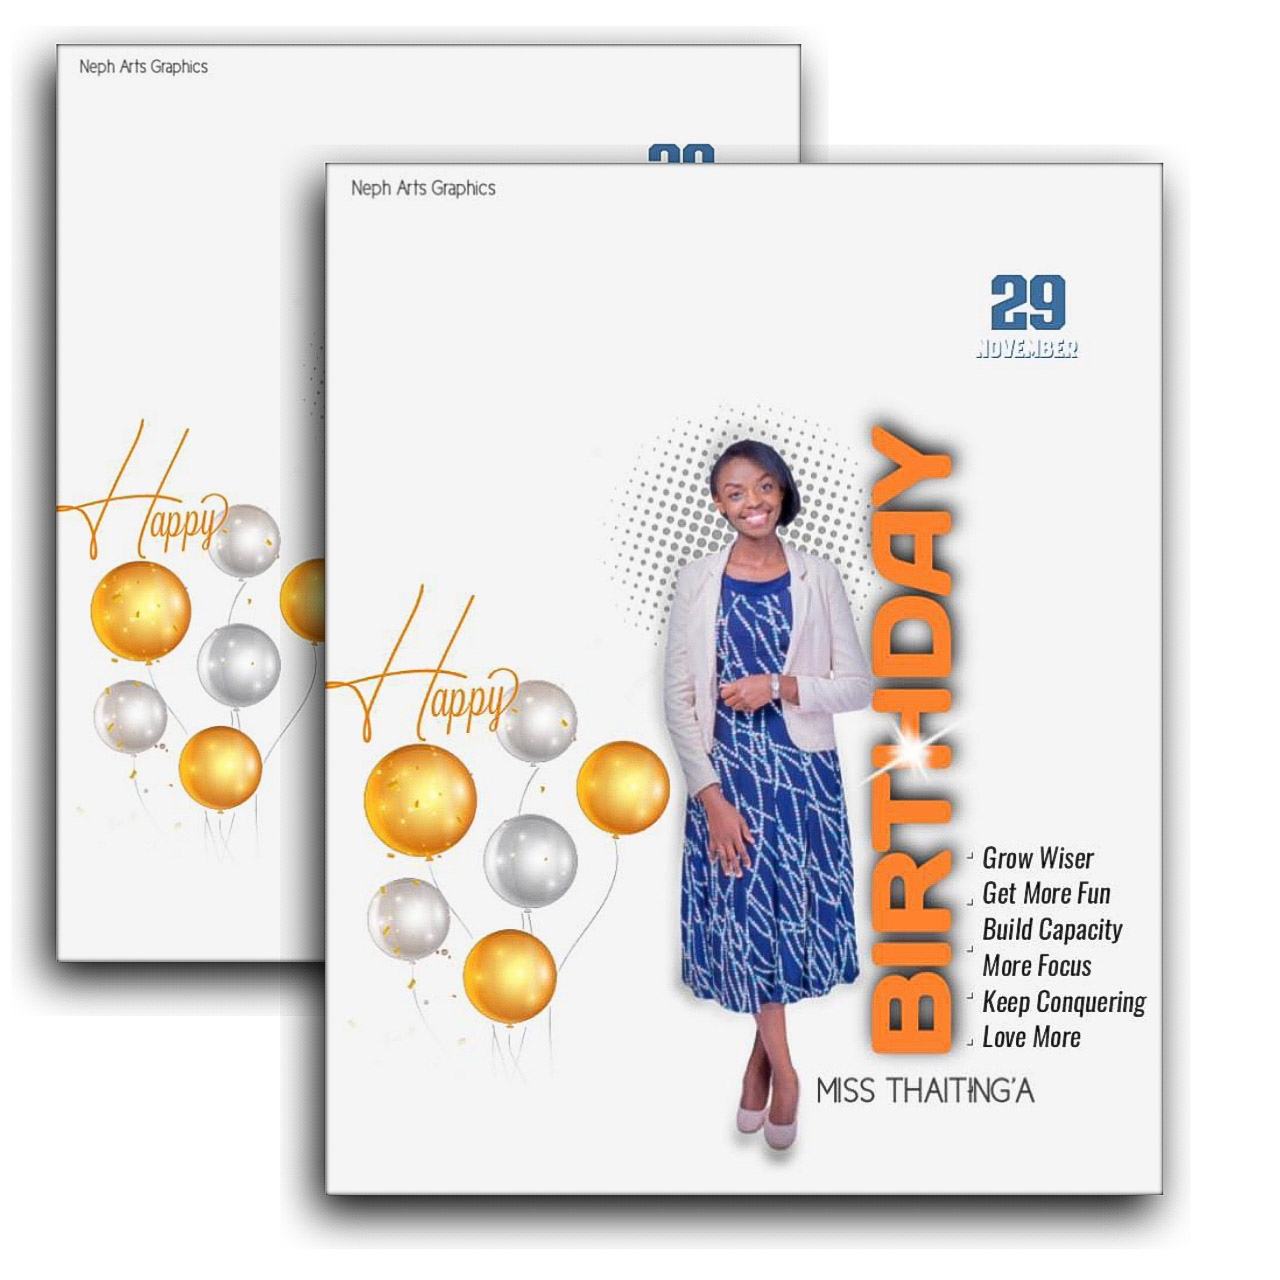 Neph Arts Graphics
Happy
Neph Arts Graphics
29
NOVEMBER
Happy
BIRTHDAY
Grow Wiser
Get More Fun
Build Capacity
More Focus
Keep Conquering
Love More
MISS THAITING'A